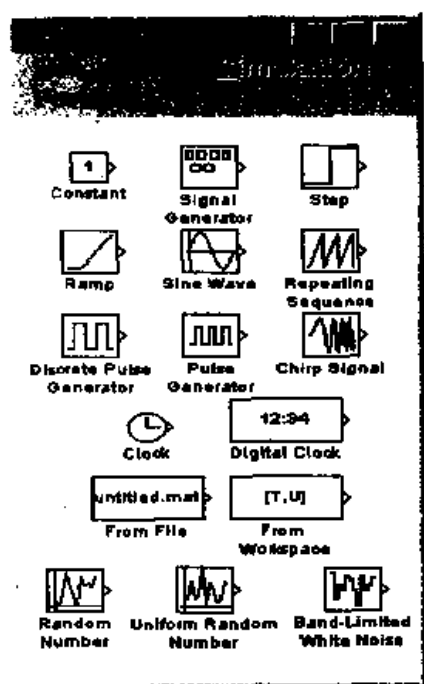 Simulation
1
Constant
Signal
Generator
Step
Ramp
Sine Wave
Repeating
Sequence
Discrete Pulse
Generator
Pulse
Generator
Chirp Signal
Clock
12:34
Digital Clock
untitled.mat
From File
[T,U]
From
Workspace
Random
Number
Uniform Random
Number
Band-Limited
White Noise